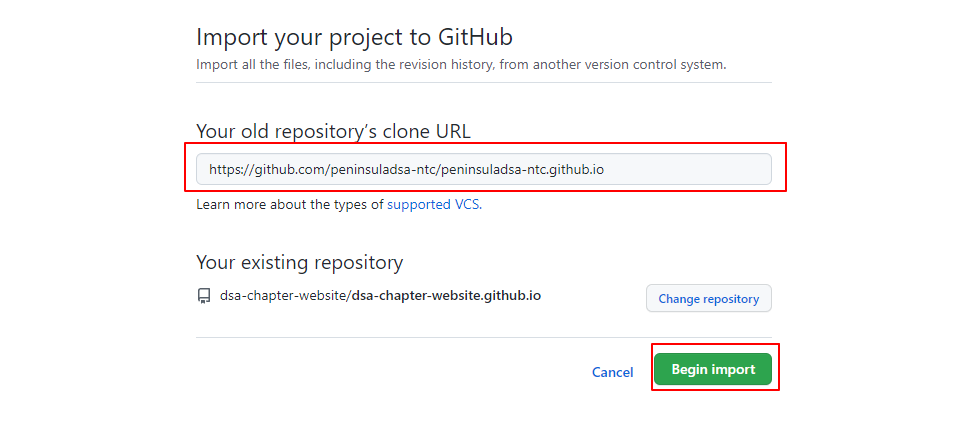 Import your project to GitHub
Import all the files, including the revision history, from another version control system.
Your old repository’s clone URL
https://github.com/peninsuladsa-ntc/peninsuladsa-ntc.github.io
Learn more about the types of supported VCS.
Your existing repository
dsa-chapter-website/dsa-chapter-website.github.io
Change repository
Cancel
Begin import